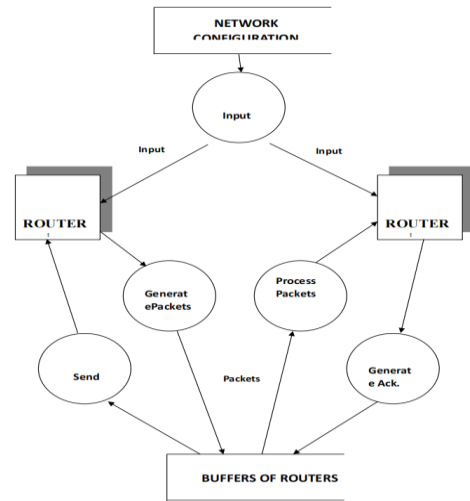 NETWORK
CONFIGURATION
Input
Input
Input
ROUTER
ROUTER
Generat
ePackets
Process
Packets
Send
Packets
Generat
e Ack.
BUFFERS OF ROUTERS